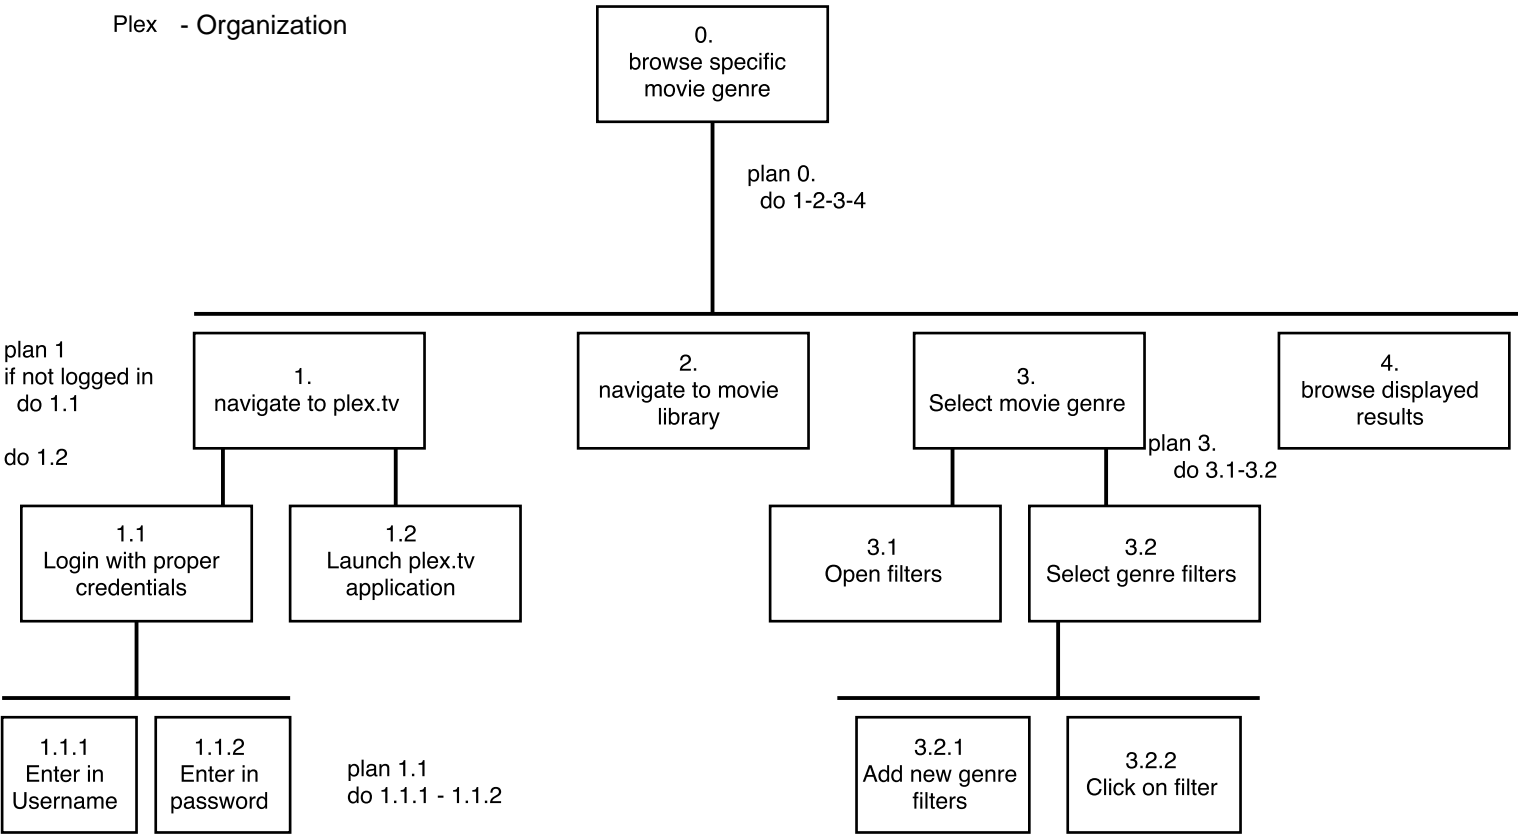 Plex - Organization
0.
browse specific
movie genre
plan 0.
do 1-2-3-4
plan 1
if not logged in
do 1.1
do 1.2
1.
navigate to plex.tv
2.
navigate to movie
library
3.
Select movie genre
4.
browse displayed
results
plan 3.
do 3.1-3.2
1.1
Login with proper
credentials
1.2
Launch plex.tv
application
3.1
Open filters
3.2
Select genre filters
1.1.1
Enter in
Username
1.1.2
Enter in
password
plan 1.1
do 1.1.1 - 1.1.2
3.2.1
Add new genre
filters
3.2.2
Click on filter